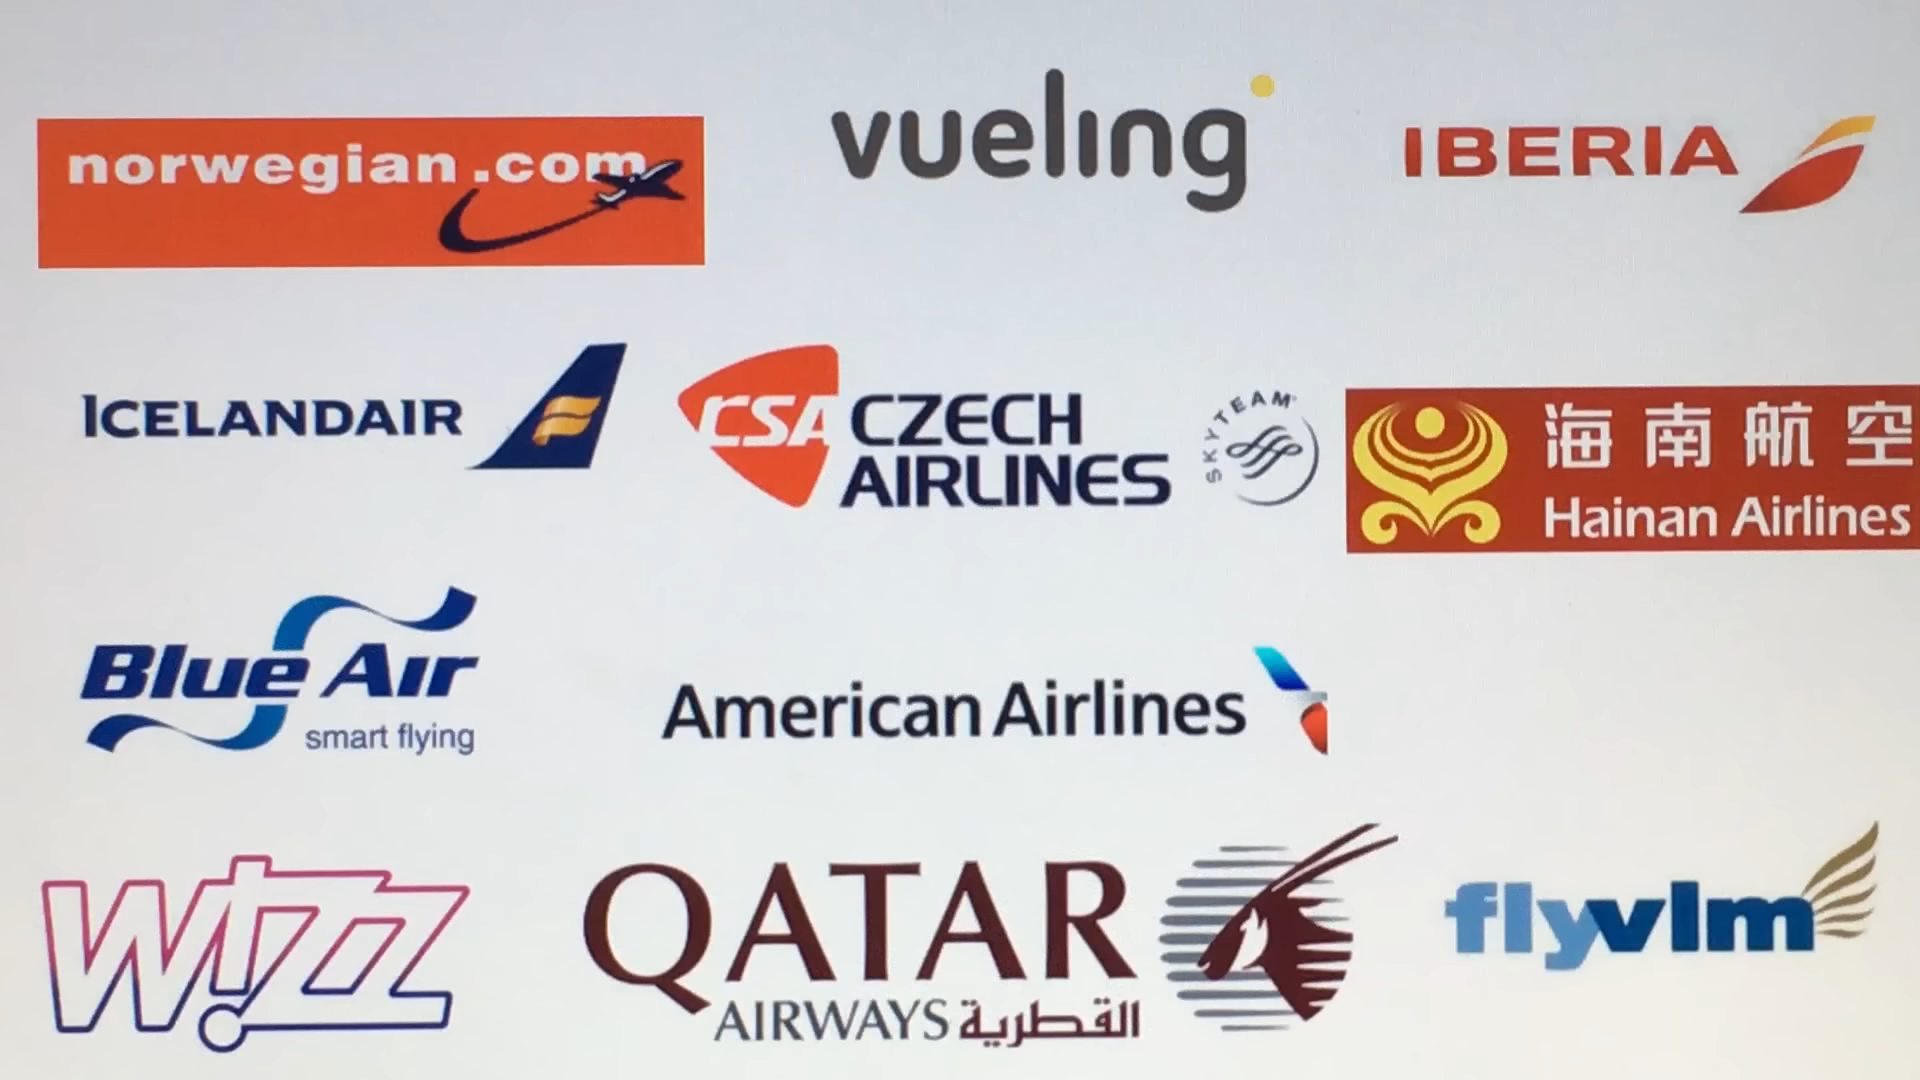 norwegian.com
vueling
IBERIA
ICELANDAIR
CSA
CZECH
AIRLINES
SKYTEAM
海南航空
Hainan Airlines
Blue Air
smart flying
American Airlines
Wizz
QATAR
AIRWAYS القطرية
flyvlm